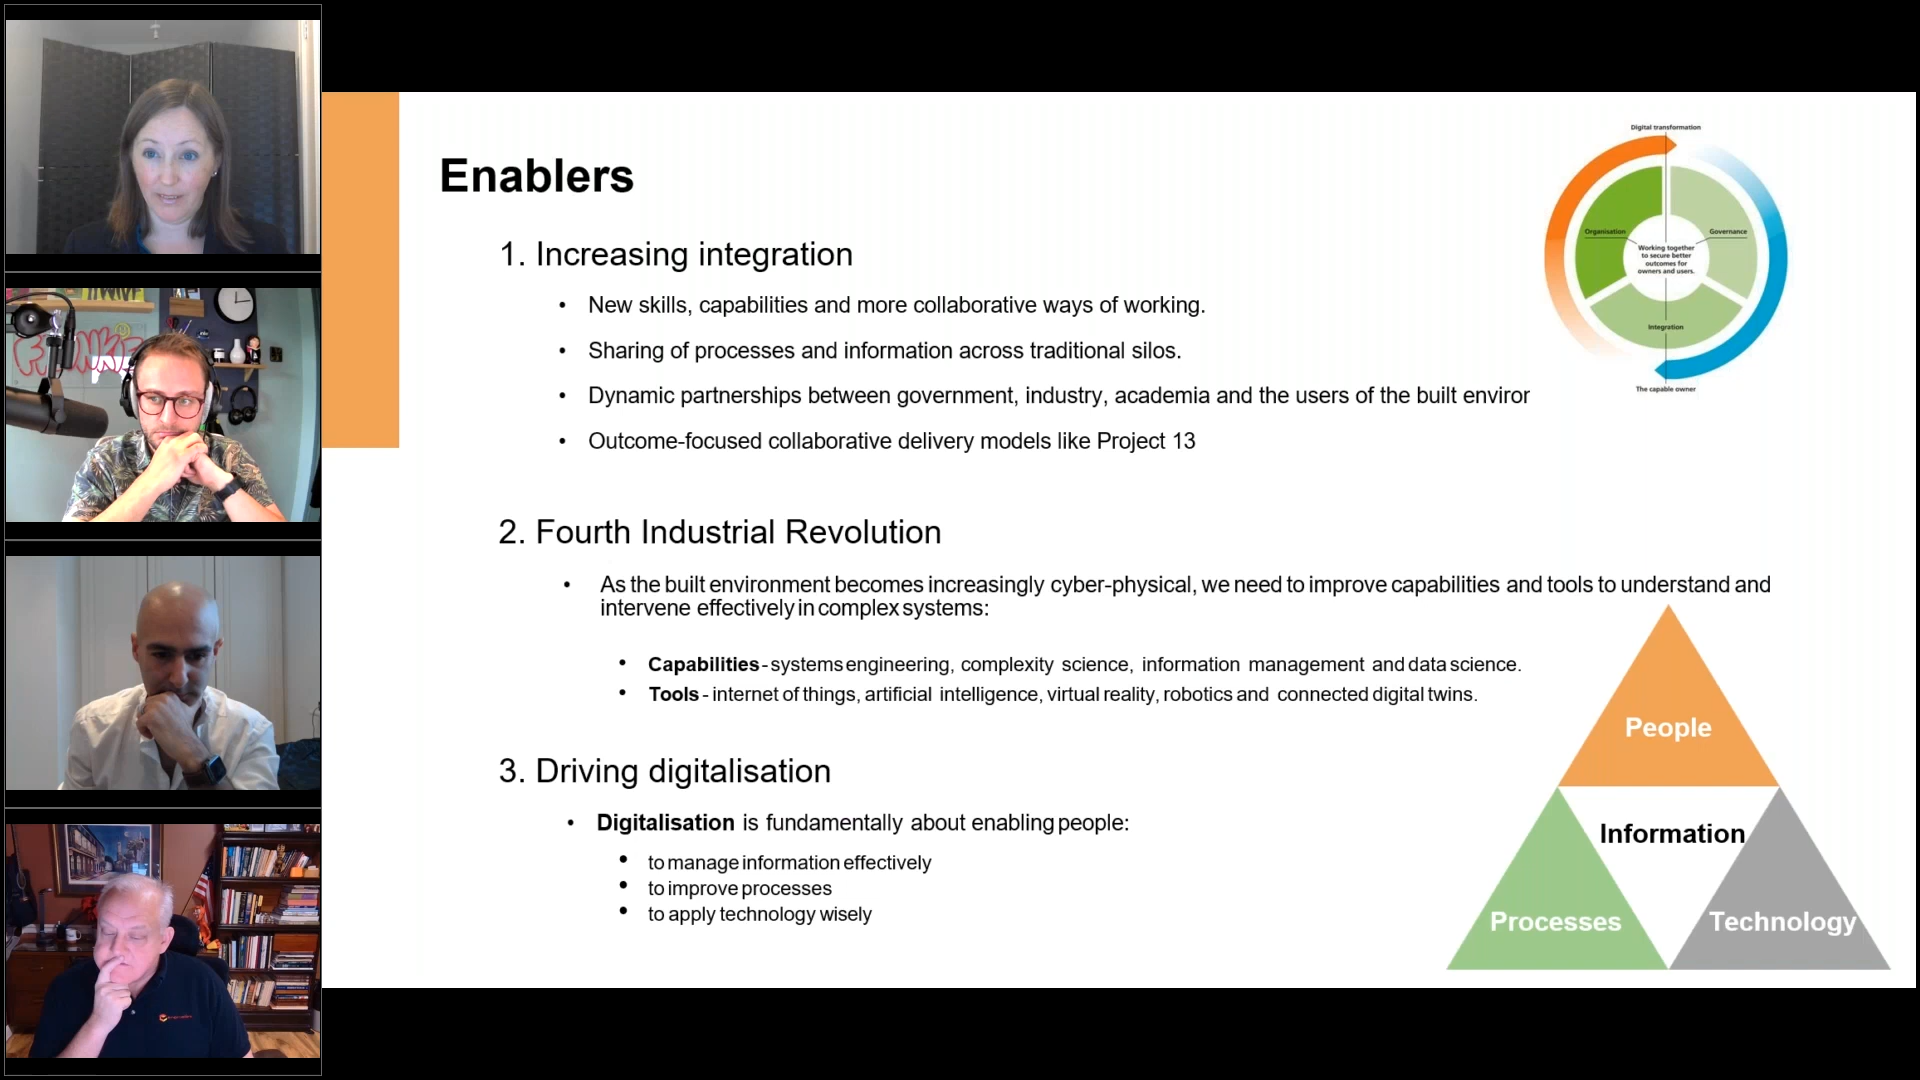 Enablers
1. Increasing integration
• New skills, capabilities and more collaborative ways of working.
• Sharing of processes and information across traditional silos.
• Dynamic partnerships between government, industry, academia and the users of the built enviror
• Outcome-focused collaborative delivery models like Project 13
Digital transformation
Organisation
Governance
Working together
to secure better
outcomes for
owners and users.
Integration
The capable owner
2. Fourth Industrial Revolution
• As the built environment becomes increasingly cyber-physical, we need to improve capabilities and tools to understand and
intervene effectively in complex systems:
• Capabilities - systems engineering, complexity science, information management and data science.
• Tools - internet of things, artificial intelligence, virtual reality, robotics and connected digital twins.
3. Driving digitalisation
• Digitalisation is fundamentally about enabling people:
• to manage information effectively
• to improve processes
• to apply technology wisely
People
Information
Processes
Technology